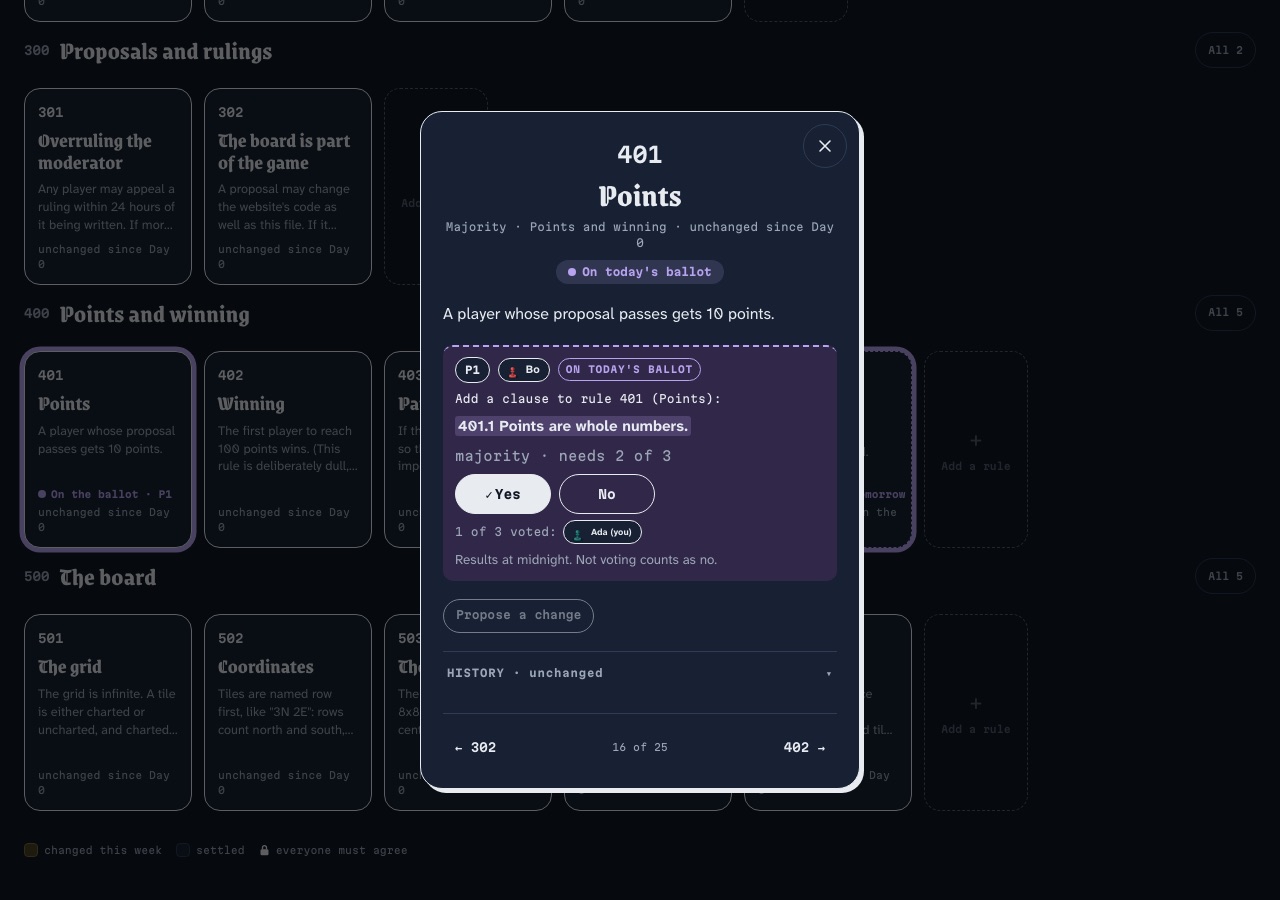 0
0
0
0
300 Proposals and rulings
All 2
301
Overruling the
moderator
Any player may appeal a
ruling within 24 hours of
it being written. If mor...
unchanged since Day
0
302
The board is part
of the game
A proposal may change
the website's code as
well as this file. If it...
unchanged since Day
0
400 Points and winning
All 5
401
Points
A player whose proposal
passes gets 10 points.
On the ballot · P1
unchanged since Day
0
402
Winning
The first player to reach
100 points wins. (This
rule is deliberately dull,...
unchanged since Day
0
403
+
Add a rule
500 The board
All 5
501
The grid
The grid is infinite. A tile
is either charted or
uncharted, and charted...
unchanged since Day
0
502
Coordinates
Tiles are named row
first, like "3N 2E": rows
count north and south,...
unchanged since Day
0
503
8x8
Day
+
Add a rule
changed this week
settled
everyone must agree
401
Points
Majority · Points and winning · unchanged since Day
0
On today's ballot
A player whose proposal passes gets 10 points.
P1 Bo ON TODAY'S BALLOT
Add a clause to rule 401 (Points):
401.1 Points are whole numbers.
majority · needs 2 of 3
✓Yes No
1 of 3 voted: Ada (you)
Results at midnight. Not voting counts as no.
Propose a change
HISTORY · unchanged ▾
← 302 16 of 25 402 →